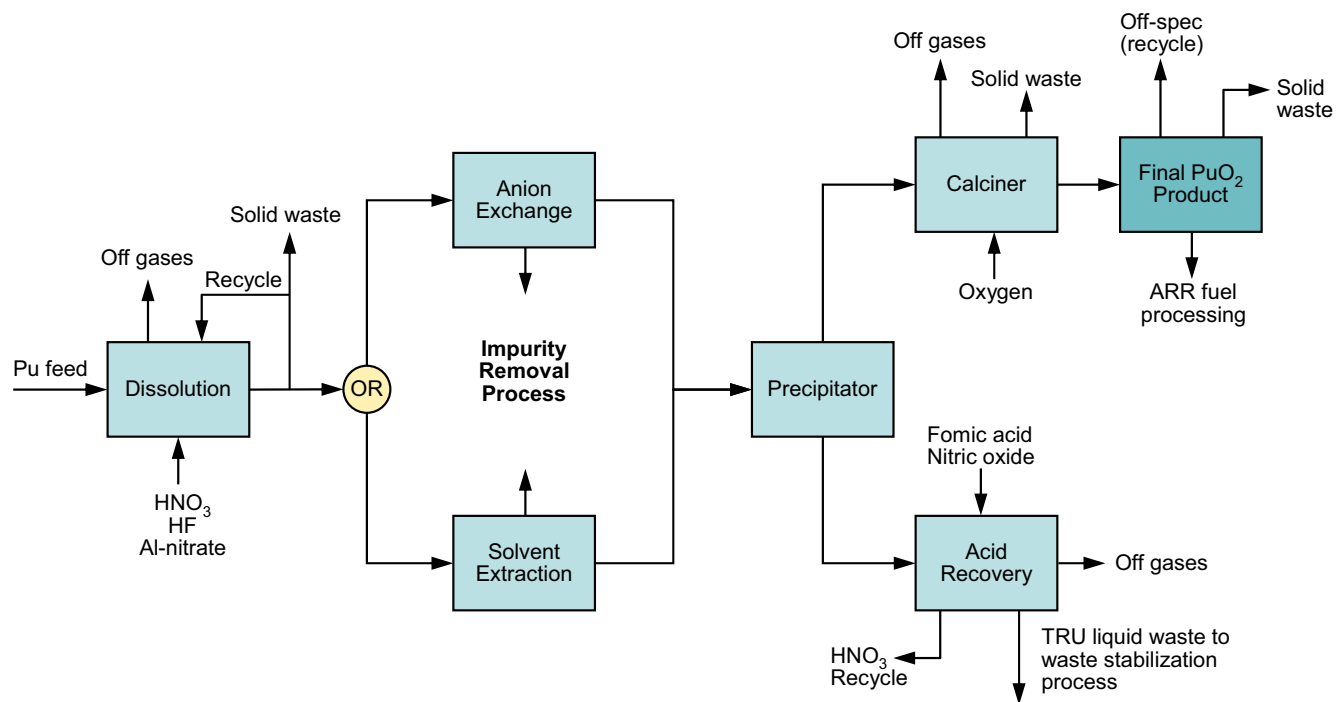 Off-spec
(recycle)
Off gases
Solid waste
Solid
waste
Anion
Exchange
Calciner
Final PuO₂
Product
Solid waste
Off gases
Recycle
Oxygen
ARR fuel
processing
Pu feed
Dissolution
OR
Impurity
Removal
Process
Precipitator
HNO₃
HF
Al-nitrate
Solvent
Extraction
Fomic acid
Nitric oxide
Acid
Recovery
Off gases
HNO₃
Recycle
TRU liquid waste to
waste stabilization
process